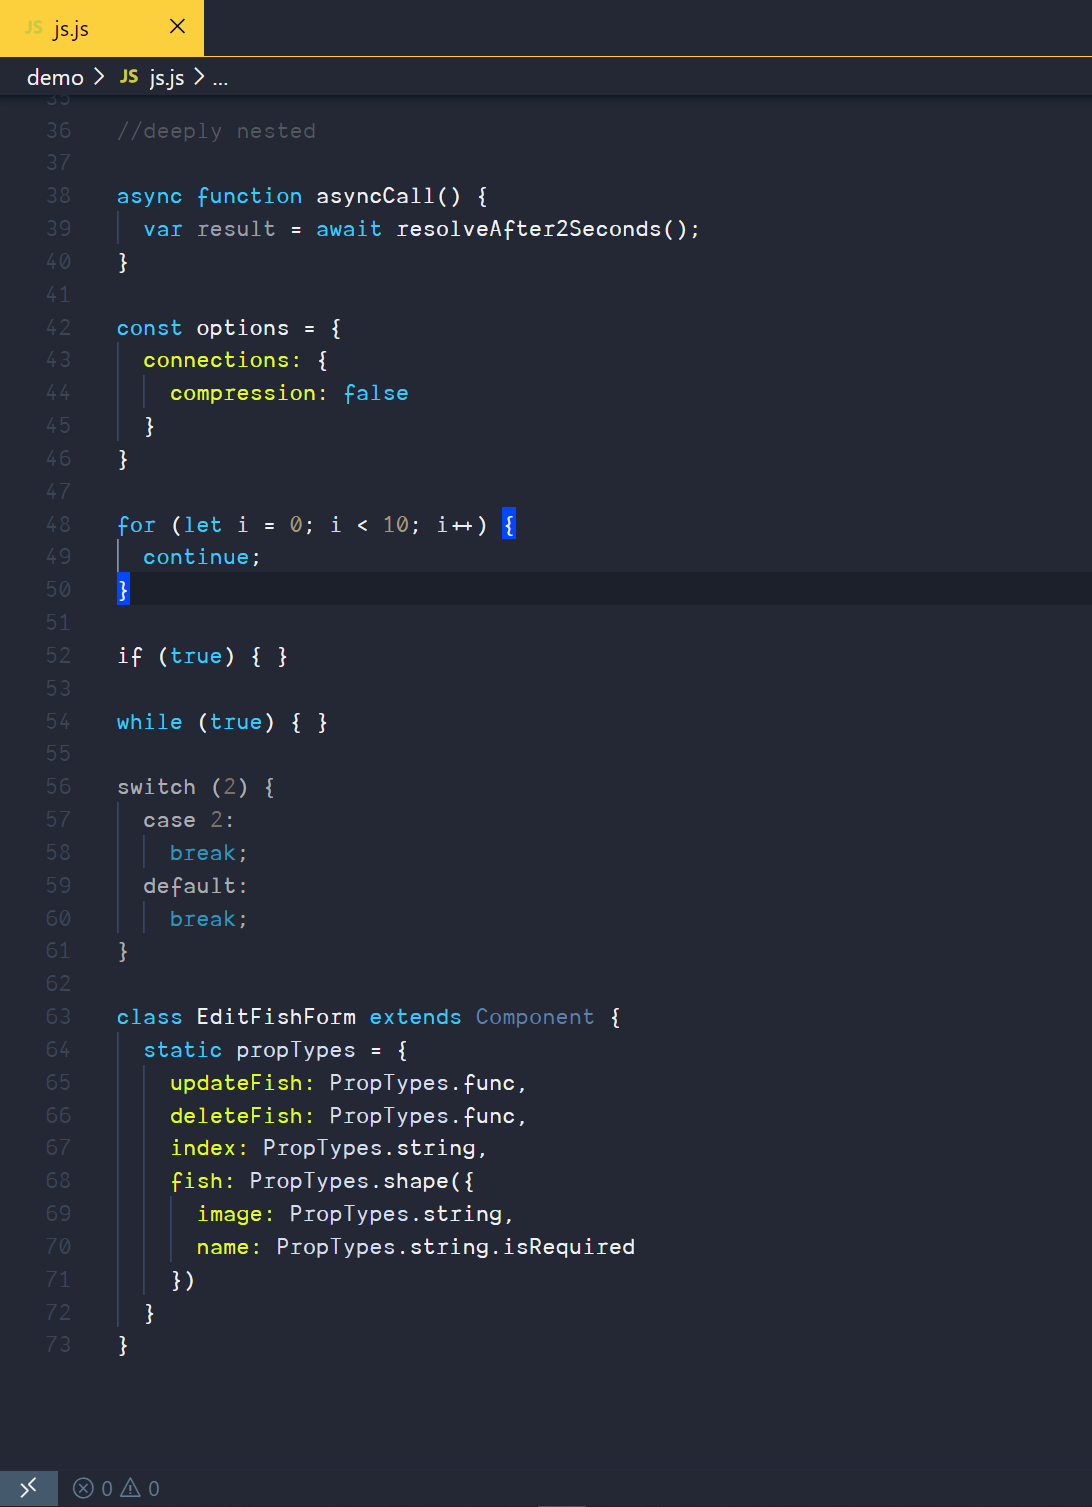 JS js.js
demo > JS js.js > ...
35
36 //deeply nested
37
38 async function asyncCall() {
39 var result = await resolveAfter2Seconds();
40 }
41
42 const options = {
43 connections: {
44 compression: false
45 }
46 }
47
48 for (let i = 0; i < 10; i++) {
49 continue;
50 }
51
52 if (true) { }
53
54 while (true) { }
55
56 switch (2) {
57 case 2:
58 break;
59 default:
60 break;
61 }
62
63 class EditFishForm extends Component {
64 static propTypes = {
65 updateFish: PropTypes.func,
66 deleteFish: PropTypes.func,
67 index: PropTypes.string,
68 fish: PropTypes.shape({
69 image: PropTypes.string,
70 name: PropTypes.string.isRequired
71 })
72 }
73 }
0 0